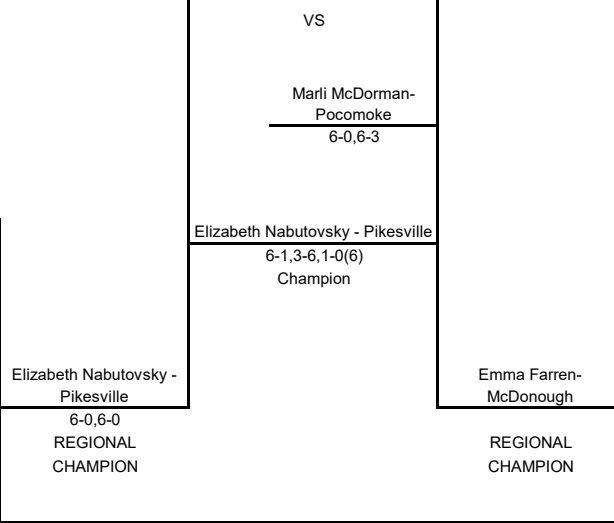 VS
Marli McDorman-
Pocomoke
6-0,6-3
Elizabeth Nabutovsky - Pikesville
6-1,3-6,1-0(6)
Champion
Elizabeth Nabutovsky -
Pikesville
6-0,6-0
REGIONAL
CHAMPION
Emma Farren-
McDonough
REGIONAL
CHAMPION